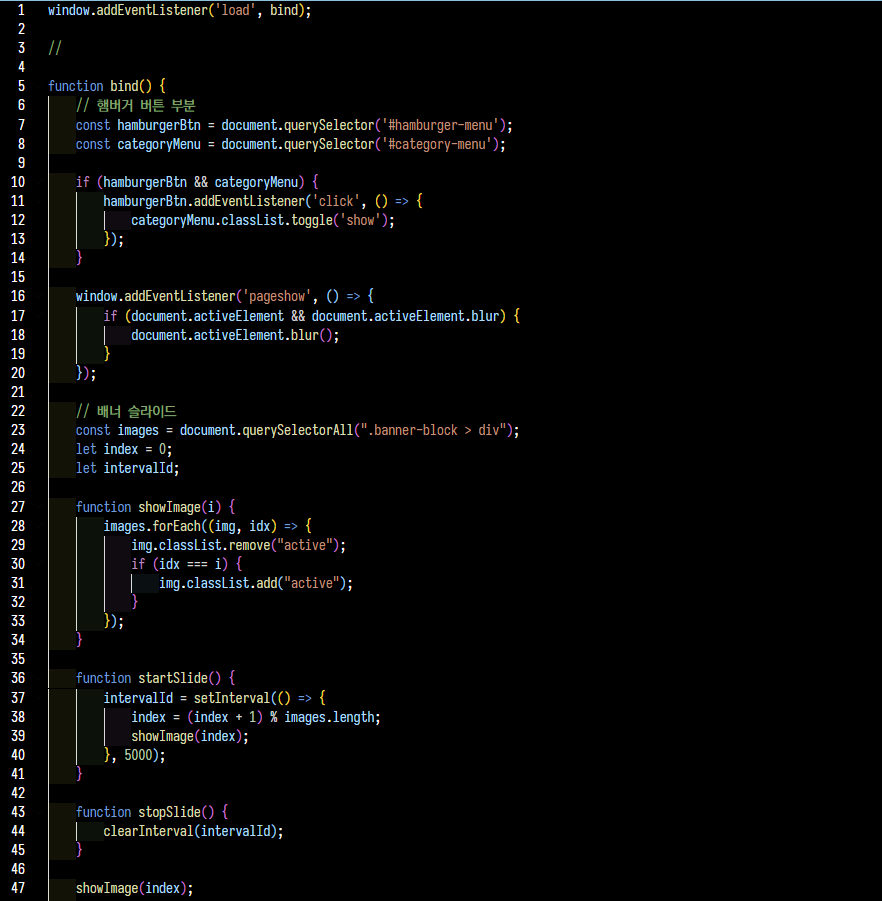 1 window.addEventListener('load', bind);
2
3 //
4
5 function bind() {
6     // 햄버거 버튼 부분
7     const hamburgerBtn = document.querySelector('#hamburger-menu');
8     const categoryMenu = document.querySelector('#category-menu');
9
10     if (hamburgerBtn && categoryMenu) {
11         hamburgerBtn.addEventListener('click', () => {
12             categoryMenu.classList.toggle('show');
13         });
14     }
15
16     window.addEventListener('pageshow', () => {
17         if (document.activeElement && document.activeElement.blur) {
18             document.activeElement.blur();
19         }
20     });
21
22     // 배너 슬라이드
23     const images = document.querySelectorAll(".banner-block > div");
24     let index = 0;
25     let intervalId;
26
27     function showImage(i) {
28         images.forEach((img, idx) => {
29             img.classList.remove("active");
30             if (idx === i) {
31                 img.classList.add("active");
32             }
33         });
34     }
35
36     function startSlide() {
37         intervalId = setInterval(() => {
38             index = (index + 1) % images.length;
39             showImage(index);
40         }, 5000);
41     }
42
43     function stopSlide() {
44         clearInterval(intervalId);
45     }
46
47     showImage(index);